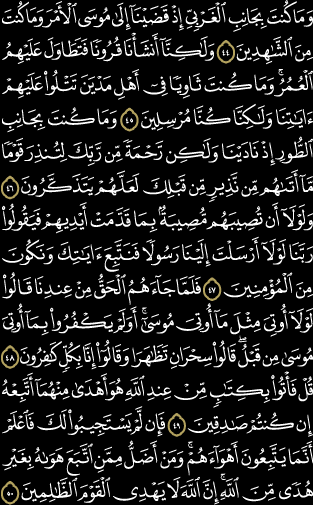 وَمَا كُنتَ بِجَانِبِ ٱلْغَرْبِىِّ إِذْ قَضَيْنَآ إِلَىٰ مُوسَى ٱلْأَمْرَ وَمَا كُنتَ
مِنَ ٱلشَّٰهِدِينَ ٤٤ وَلَٰكِنَّآ أَنشَأْنَا قُرُونًا فَتَطَاوَلَ عَلَيْهِمُ
ٱلْعُمُرُ ۚ وَمَا كُنتَ ثَاوِيًا فِىٓ أَهْلِ مَدْيَنَ تَتْلُوا۟ عَلَيْهِمْ
ءَايَٰتِنَا وَلَٰكِنَّا كُنَّا مُرْسِلِينَ ٤٥ وَمَا كُنتَ بِجَانِبِ
ٱلطُّورِ إِذْ نَادَيْنَا وَلَٰكِن رَّحْمَةً مِّن رَّبِّكَ لِتُنذِرَ قَوْمًا
مَّآ أَتَىٰهُم مِّن نَّذِيرٍ مِّن قَبْلِكَ لَعَلَّهُمْ يَتَذَكَّرُونَ ٤٦
وَلَوْلَآ أَن تُصِيبَهُم مُّصِيبَةٌۢ بِمَا قَدَّمَتْ أَيْدِيهِمْ فَيَقُولُوا۟
رَبَّنَا لَوْلَآ أَرْسَلْتَ إِلَيْنَا رَسُولًا فَنَتَّبِعَ ءَايَٰتِكَ وَنَكُونَ
مِنَ ٱلْمُؤْمِنِينَ ٤٧ فَلَمَّا جَآءَهُمُ ٱلْحَقُّ مِنْ عِندِنَا قَالُوا۟
لَوْلَآ أُوتِىَ مِثْلَ مَآ أُوتِىَ مُوسَىٰٓ ۚ أَوَلَمْ يَكْفُرُوا۟ بِمَآ أُوتِىَ
مُوسَىٰ مِن قَبْلُ ۖ قَالُوا۟ سِحْرَانِ تَظَٰهَرَا وَقَالُوٓا۟ إِنَّا بِكُلٍّ كَٰفِرُونَ ٤٨
قُلْ فَأْتُوا۟ بِكِتَٰبٍ مِّنْ عِندِ ٱللَّهِ هُوَ أَهْدَىٰ مِنْهُمَآ أَتَّبِعْهُ
إِن كُنتُمْ صَٰدِقِينَ ٤٩ فَإِن لَّمْ يَسْتَجِيبُوا۟ لَكَ فَٱعْلَمْ
أَنَّمَا يَتَّبِعُونَ أَهْوَآءَهُمْ ۚ وَمَنْ أَضَلُّ مِمَّنِ ٱتَّبَعَ هَوَىٰهُ بِغَيْرِ
هُدًى مِّنَ ٱللَّهِ ۚ إِنَّ ٱللَّهَ لَا يَهْدِى ٱلْقَوْمَ ٱلظَّٰلِمِينَ ٥٠